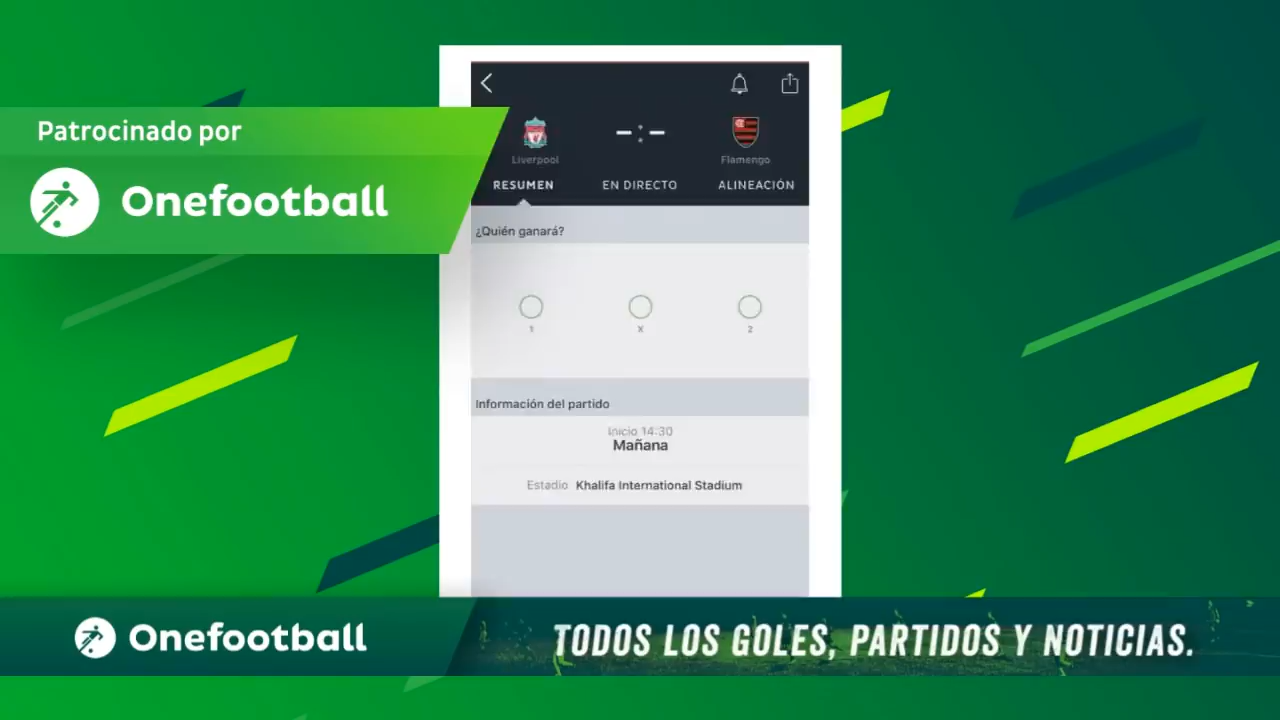 Patrocinado por
Onefootball
Liverpool
- : -
Flamengo
RESUMEN
EN DIRECTO
ALINEACIÓN
¿Quién ganará?
1
X
2
Información del partido
Inicio 14:30
Mañana
Estadio Khalifa International Stadium
Onefootball
TODOS LOS GOLES, PARTIDOS Y NOTICIAS.